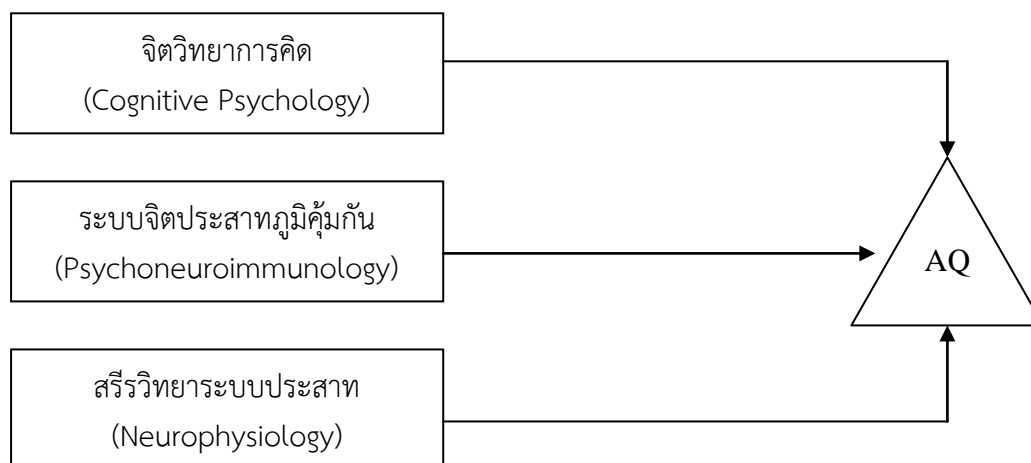 จิตวิทยาการคิด
(Cognitive Psychology)
ระบบจิตประสาทภูมิคุ้มกัน
(Psychoneuroimmunology)
AQ
สรีรวิทยาระบบประสาท
(Neurophysiology)